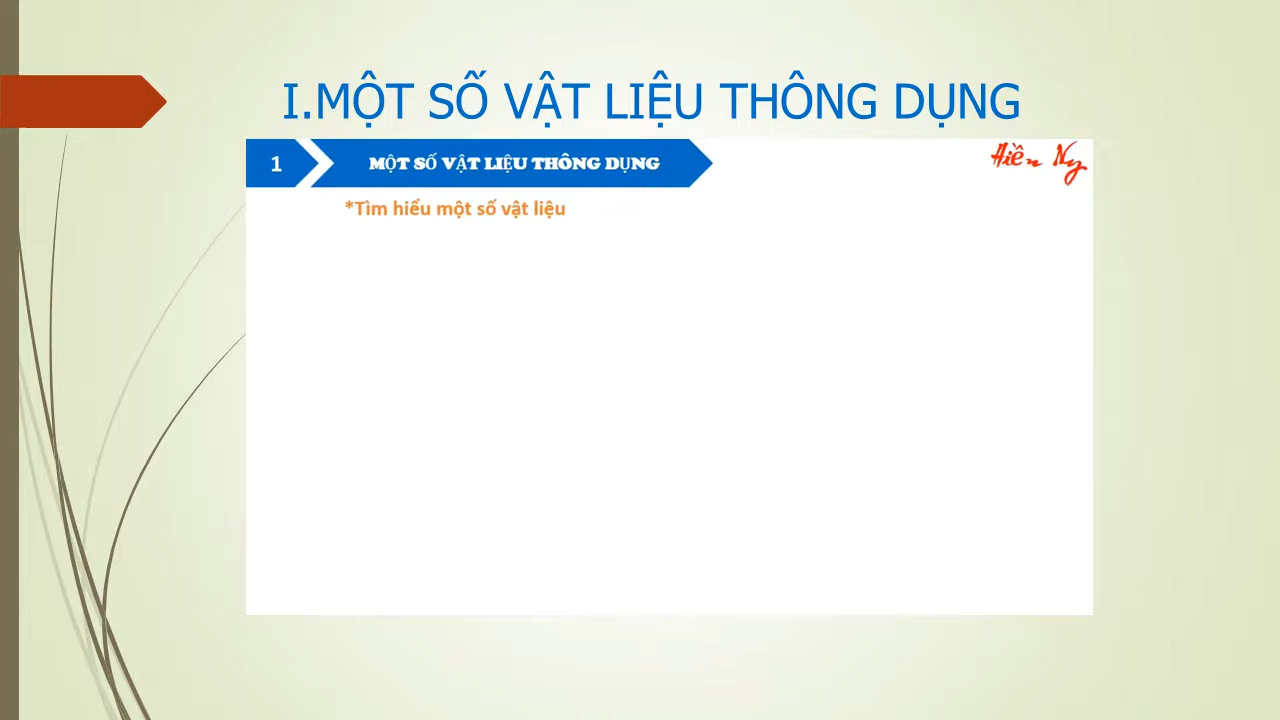 I.MỘT SỐ VẬT LIỆU THÔNG DỤNG
1 MỘT SỐ VẬT LIỆU THÔNG DỤNG
Hiền Ny
*Tìm hiểu một số vật liệu